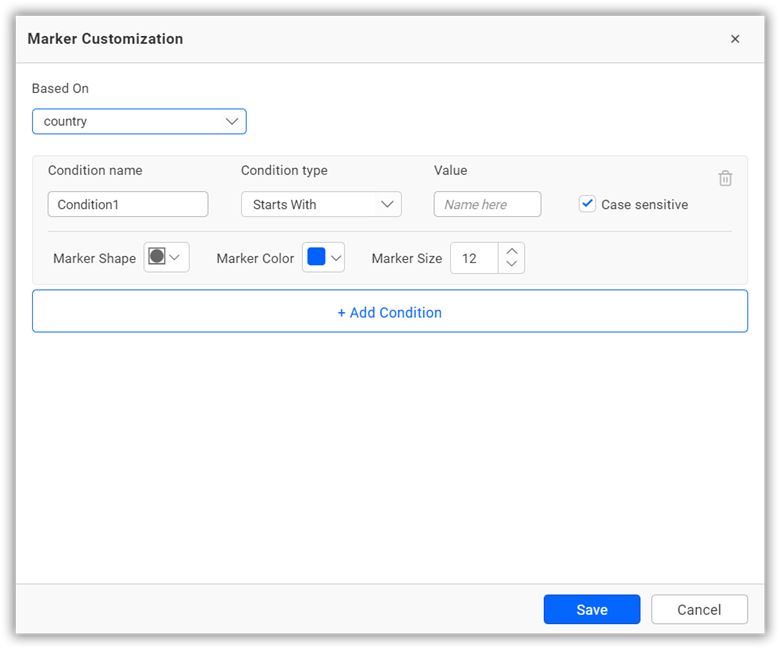 Marker Customization
Based On
country
Condition name Condition type Value
Condition1 Starts With Name here Case sensitive
Marker Shape Marker Color Marker Size 12
+ Add Condition
Save Cancel